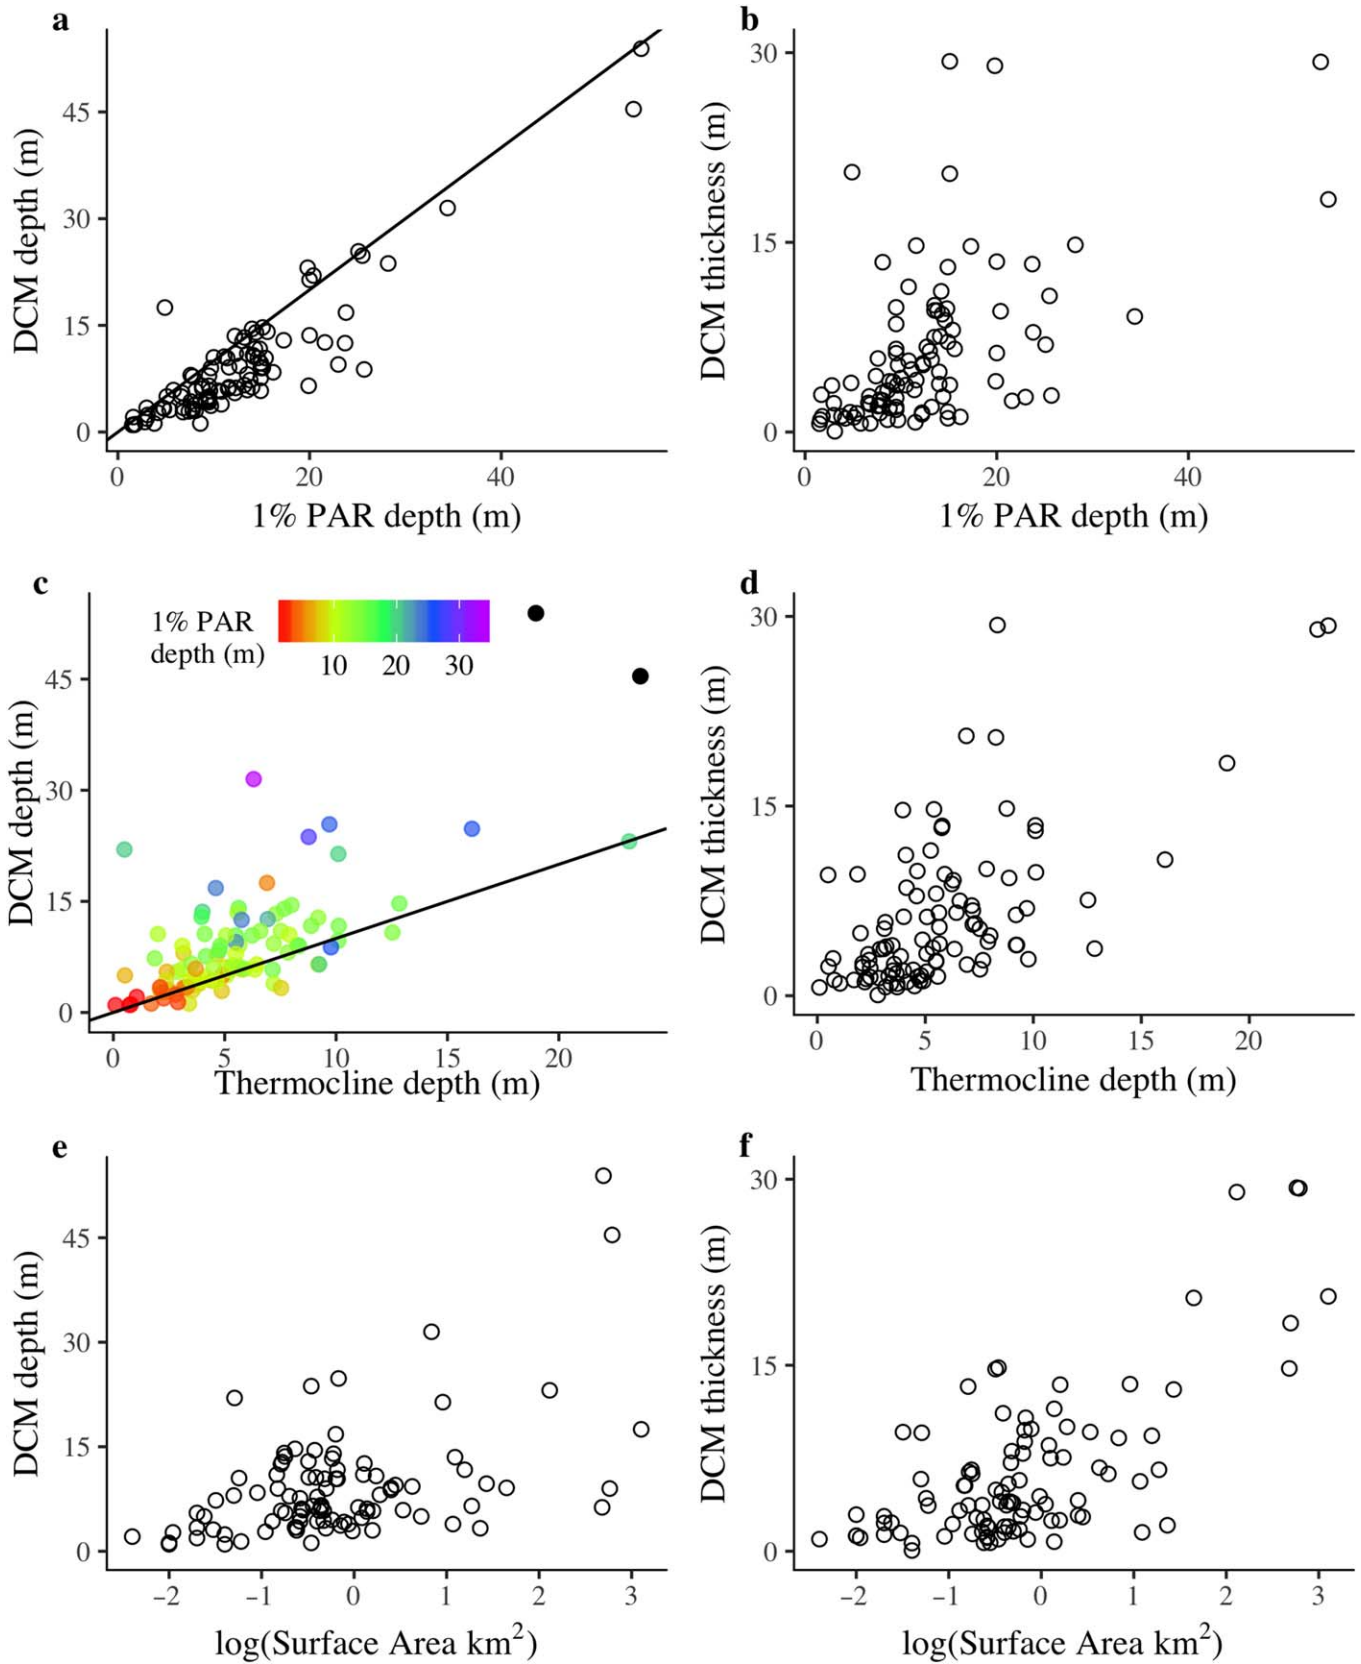 a
DCM depth (m)
45
30
15
0
0 20 40
1% PAR depth (m)
b
DCM thickness (m)
30
15
0
0 20 40
1% PAR depth (m)
c
1% PAR
depth (m)
10 20 30
DCM depth (m)
45
30
15
0
0 5 10 15 20
Thermocline depth (m)
d
DCM thickness (m)
30
15
0
0 5 10 15 20
Thermocline depth (m)
e
DCM depth (m)
45
30
15
0
−2 −1 0 1 2 3
log(Surface Area km²)
f
DCM thickness (m)
30
15
0
−2 −1 0 1 2 3
log(Surface Area km²)